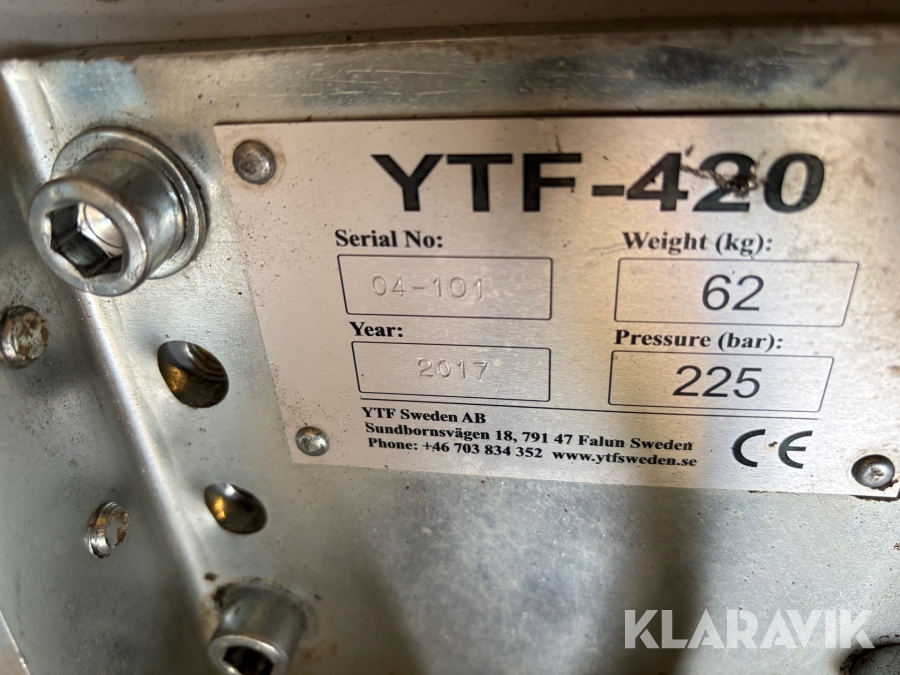 YTF-420
Serial No:
Weight (kg):
04-101
62
Year:
Pressure (bar):
2017
225
YTF Sweden AB
Sundbornsvägen 18, 791 47 Falun Sweden
Phone: +46 703 834 352 www.ytfsweden.se
CE
KLARAVIK